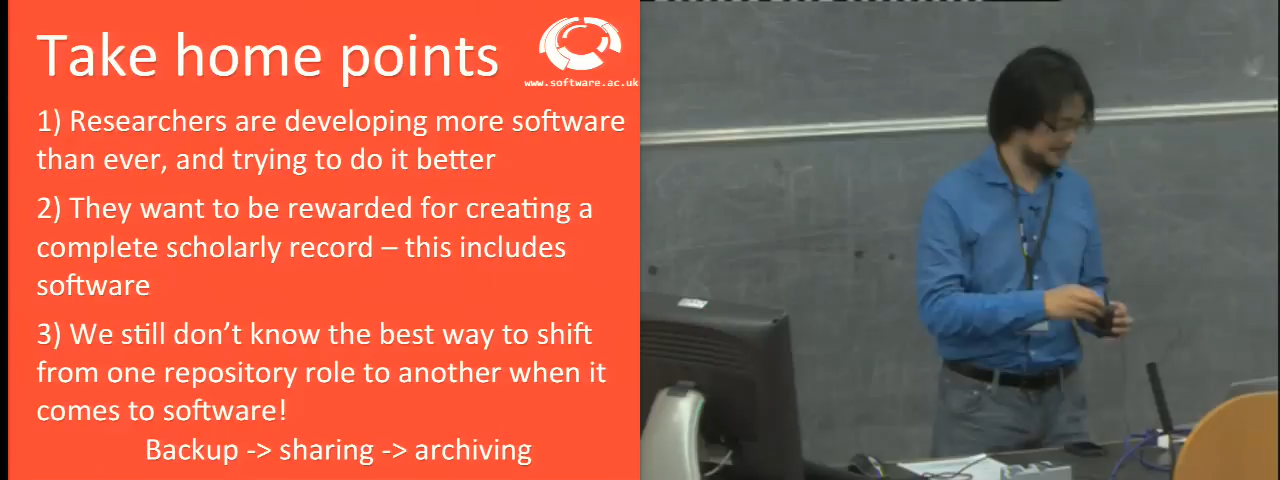 Take home points
www.software.ac.uk
1) Researchers are developing more software
than ever, and trying to do it better
2) They want to be rewarded for creating a
complete scholarly record – this includes
software
3) We still don't know the best way to shift
from one repository role to another when it
comes to software!
Backup -> sharing -> archiving